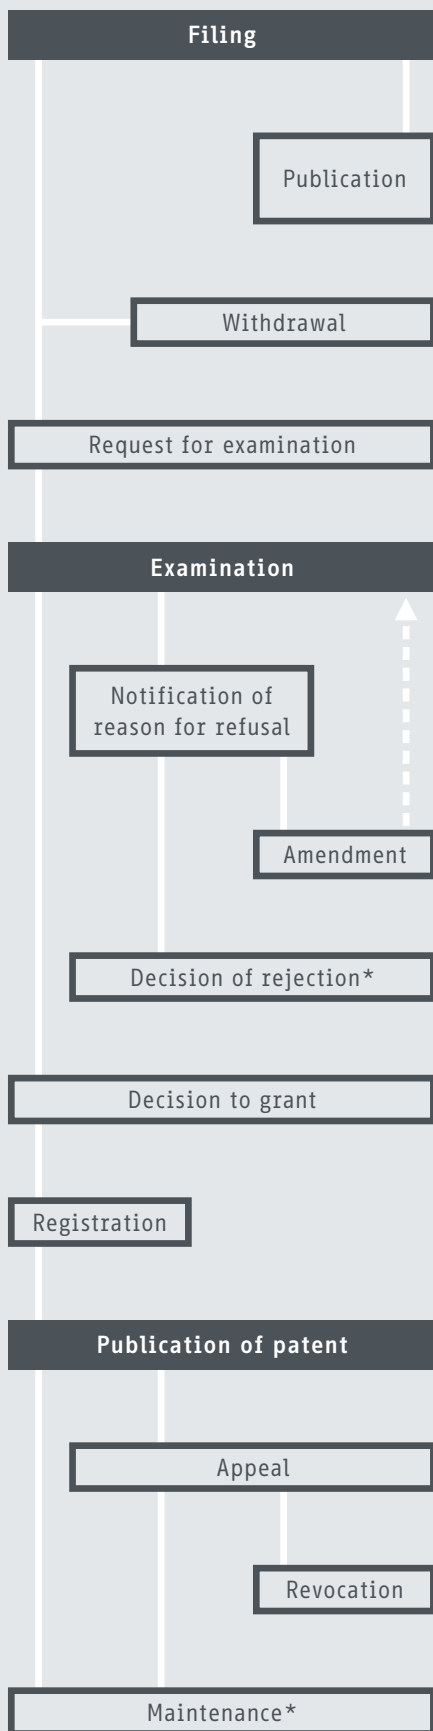 Filing
Publication
Withdrawal
Request for examination
Examination
Notification of
reason for refusal
Amendment
Decision of rejection*
Decision to grant
Registration
Publication of patent
Appeal
Revocation
Maintenance*